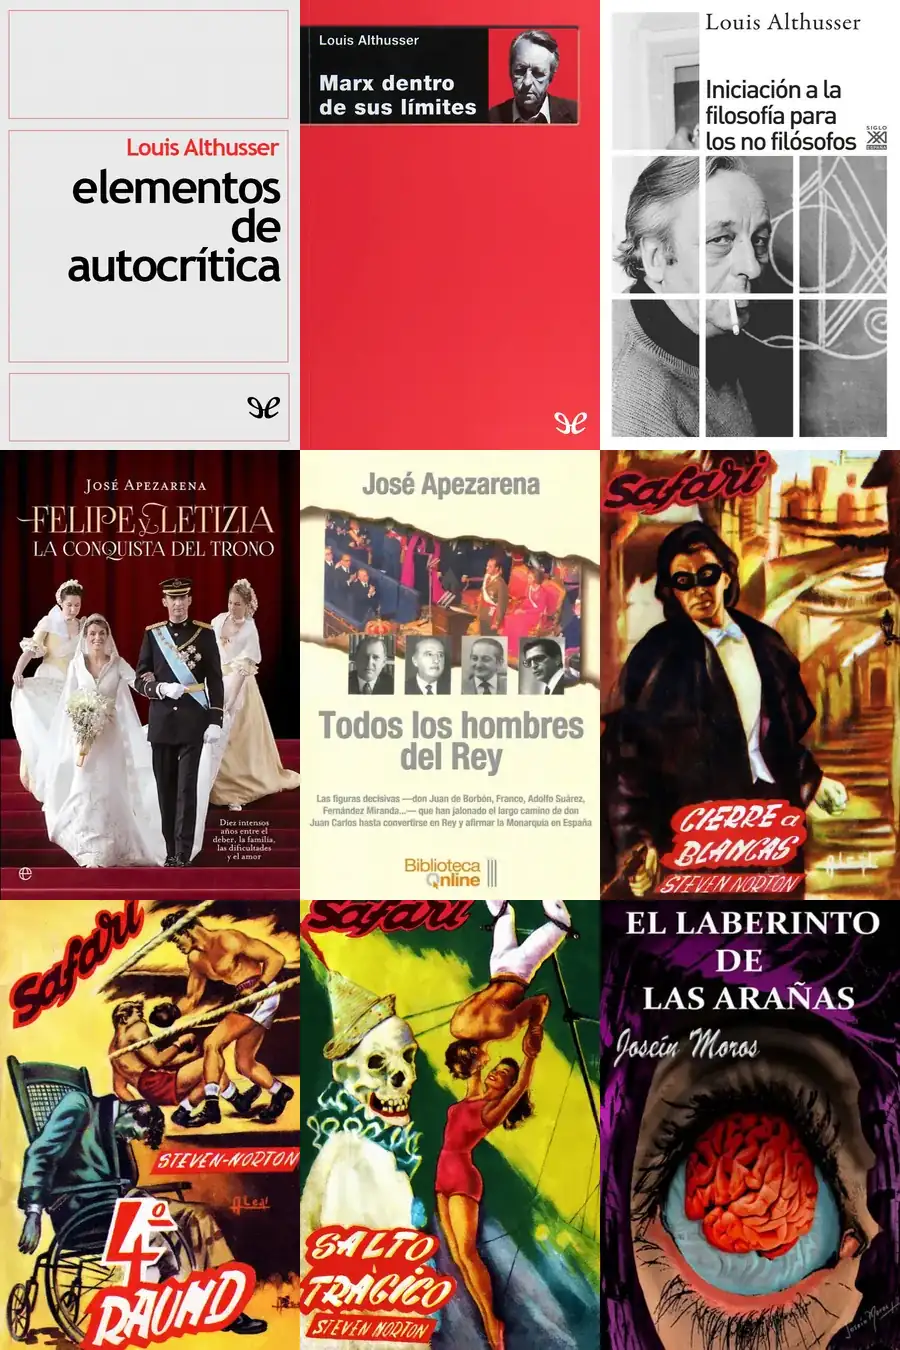 Louis Althusser
elementos
de
autocrítica
Louis Althusser
Marx dentro
de sus límites
Louis Althusser
Iniciación a la
filosofía para
los no filósofos
SIGLO
XXI
ESPAÑA
JOSÉ APEZARENA
FELIPE y LETIZIA
LA CONQUISTA DEL TRONO
Diez intensos
años entre el
deber, la familia,
las dificultades
y el amor
José Apezarena
Todos los hombres
del Rey
Las figuras decisivas —don Juan de Borbón, Franco, Adolfo Suárez,
Fernández Miranda...— que han jalonado el largo camino de don
Juan Carlos hasta convertirse en Rey y afirmar la Monarquía en España
Biblioteca
Online
Safari
CIERRE a
BLANCAS
STEVEN NORTON
Safari
STEVEN-NORTON
4º
RAUND
Safari
SALTO
TRÁGICO
STEVEN NORTON
EL LABERINTO
DE
LAS ARAÑAS
Joseín Moros